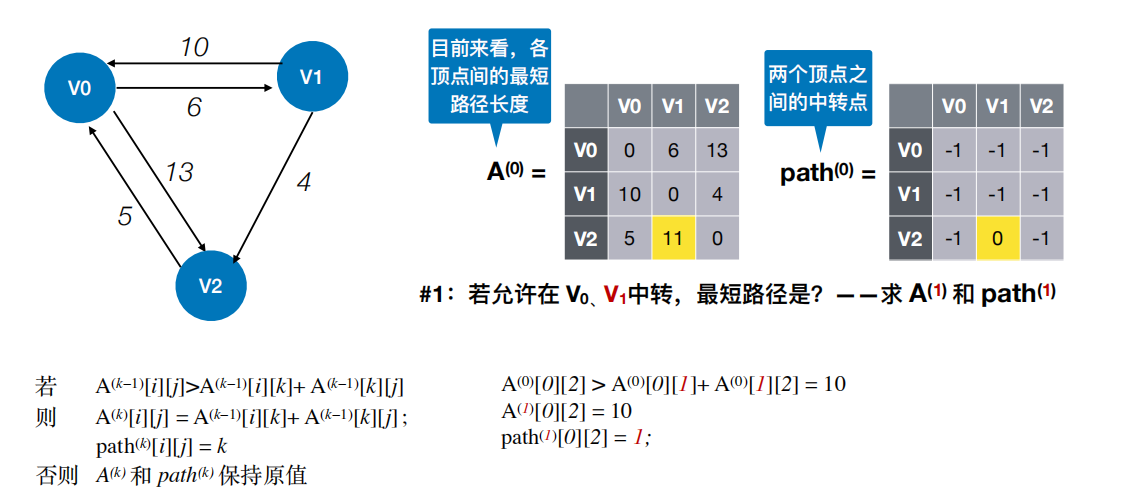 10
V0
V1
6
13
4
5
V2
目前来看，各
顶点间的最短
路径长度
A(0) =
V0 V1 V2
V0 0 6 13
V1 10 0 4
V2 5 11 0
两个顶点之
间的中转点
path(0) =
V0 V1 V2
V0 -1 -1 -1
V1 -1 -1 -1
V2 -1 0 -1
#1：若允许在 V0、V1中转，最短路径是？——求 A(1) 和 path(1)
若 A(k−1)[i][j]>A(k−1)[i][k]+ A(k−1)[k][j]
则 A(k)[i][j] = A(k−1)[i][k]+ A(k−1)[k][j] ;
path(k)[i][j] = k
否则 A(k) 和 path(k) 保持原值
A(0)[0][2] > A(0)[0][1]+ A(0)[1][2] = 10
A(1)[0][2] = 10
path(1)[0][2] = 1;